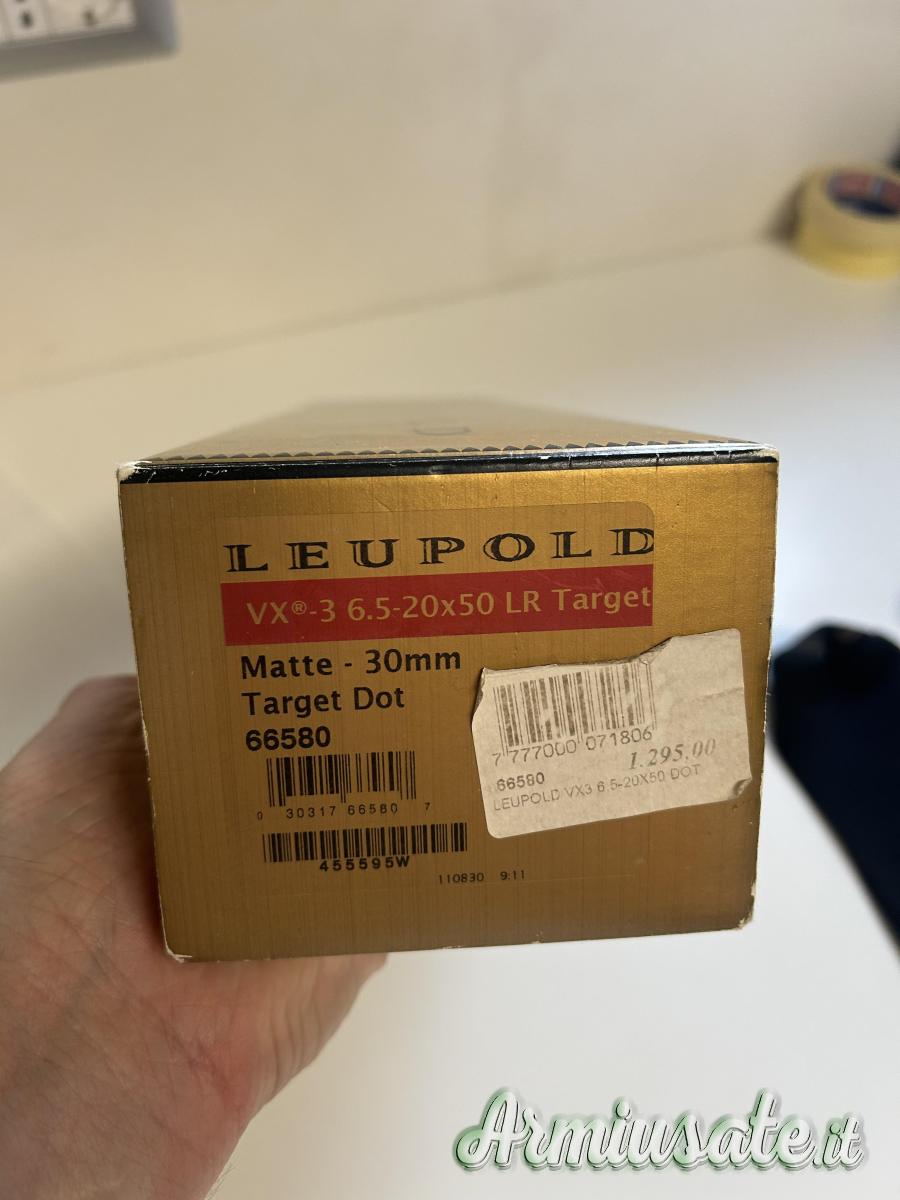 LEUPOLD
VX®-3 6.5-20x50 LR Target
Matte - 30mm
Target Dot
66580
0 30317 66580 7
455595W
110830 9:11
7 777000 071806
1.295,00
66580
LEUPOLD VX3 6,5-20X50 DOT
Armiusate.it